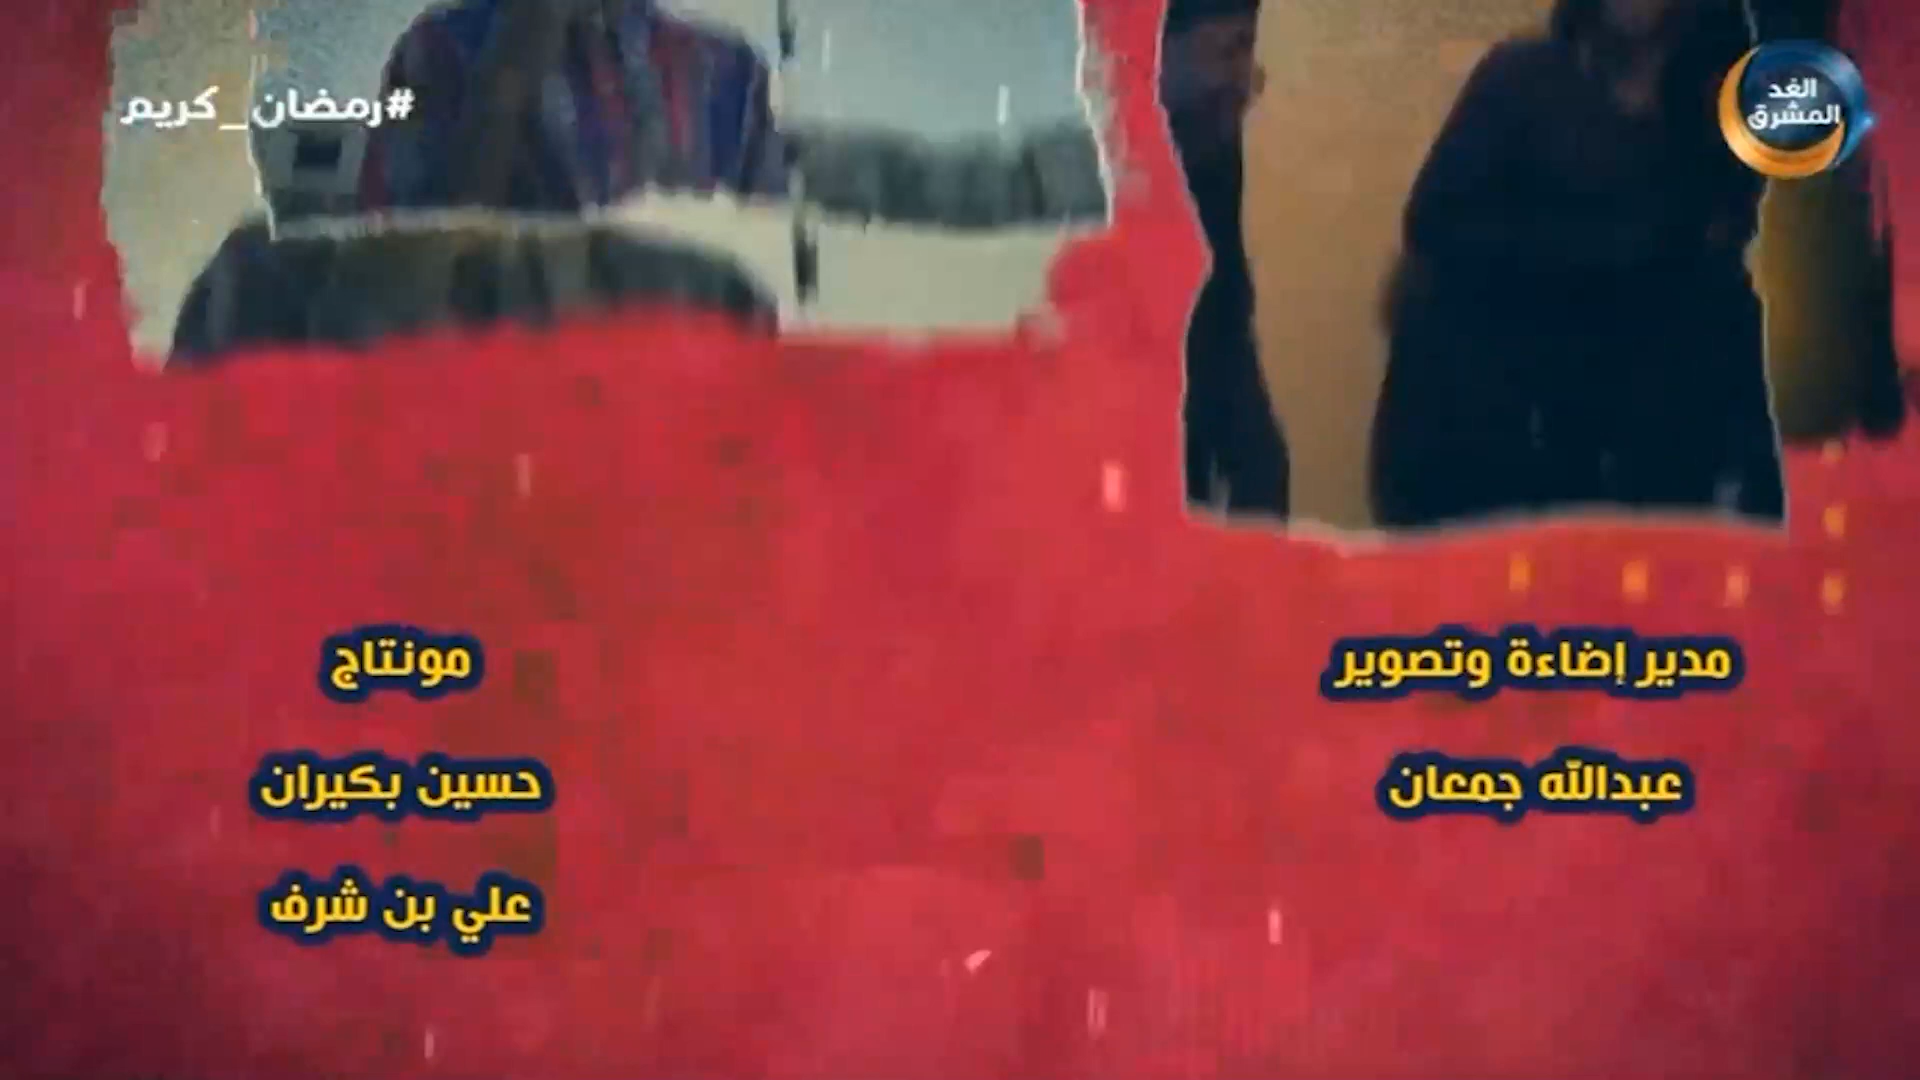 #رمضان_كريم
الغد
المشرق
مدير إضاءة وتصوير
عبدالله جمعان
مونتاج
حسين بكيران
علي بن شرف